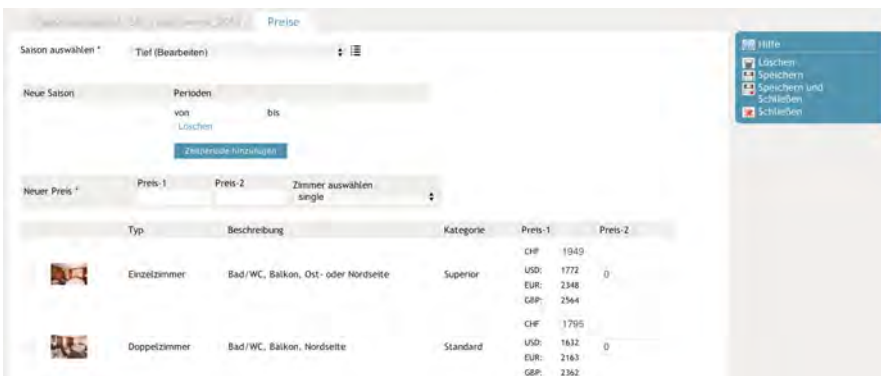 Preise
Saison auswählen * Tief (Bearbeiten)
Neue Saison Perioden
von bis
Löschen
Zeitperiode hinzufügen
Neuer Preis * Preis-1 Preis-2 Zimmer auswählen
single
Typ Beschreibung Kategorie Preis-1 Preis-2
CHF 1949
Einzelzimmer Bad/WC, Balkon, Ost- oder Nordseite Superior USD: 1772 0
EUR: 2348
GBP: 2564
CHF 1795
Doppelzimmer Bad/WC, Balkon, Nordseite Standard USD: 1632 0
EUR: 2163
GBP: 2362
Hilfe
Löschen
Speichern
Speichern und
Schließen
Schließen